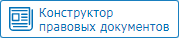 Конструктор
правовых документов